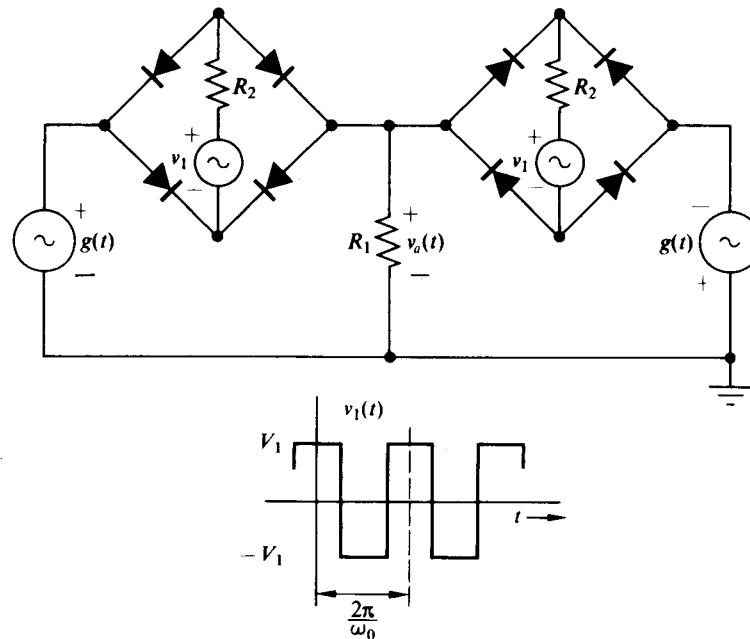 R₂ R₂
+ v₁ − + v₁ −
+ g(t) − R₁ + vₐ(t) − − g(t) +
v₁(t)
V₁
t
− V₁
2π
ω₀